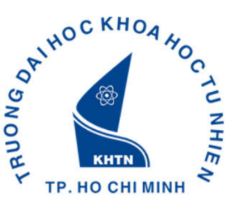 TRUONG DAI HOC KHOA HOC TU NHIEN
KHTN
TP. HO CHI MINH